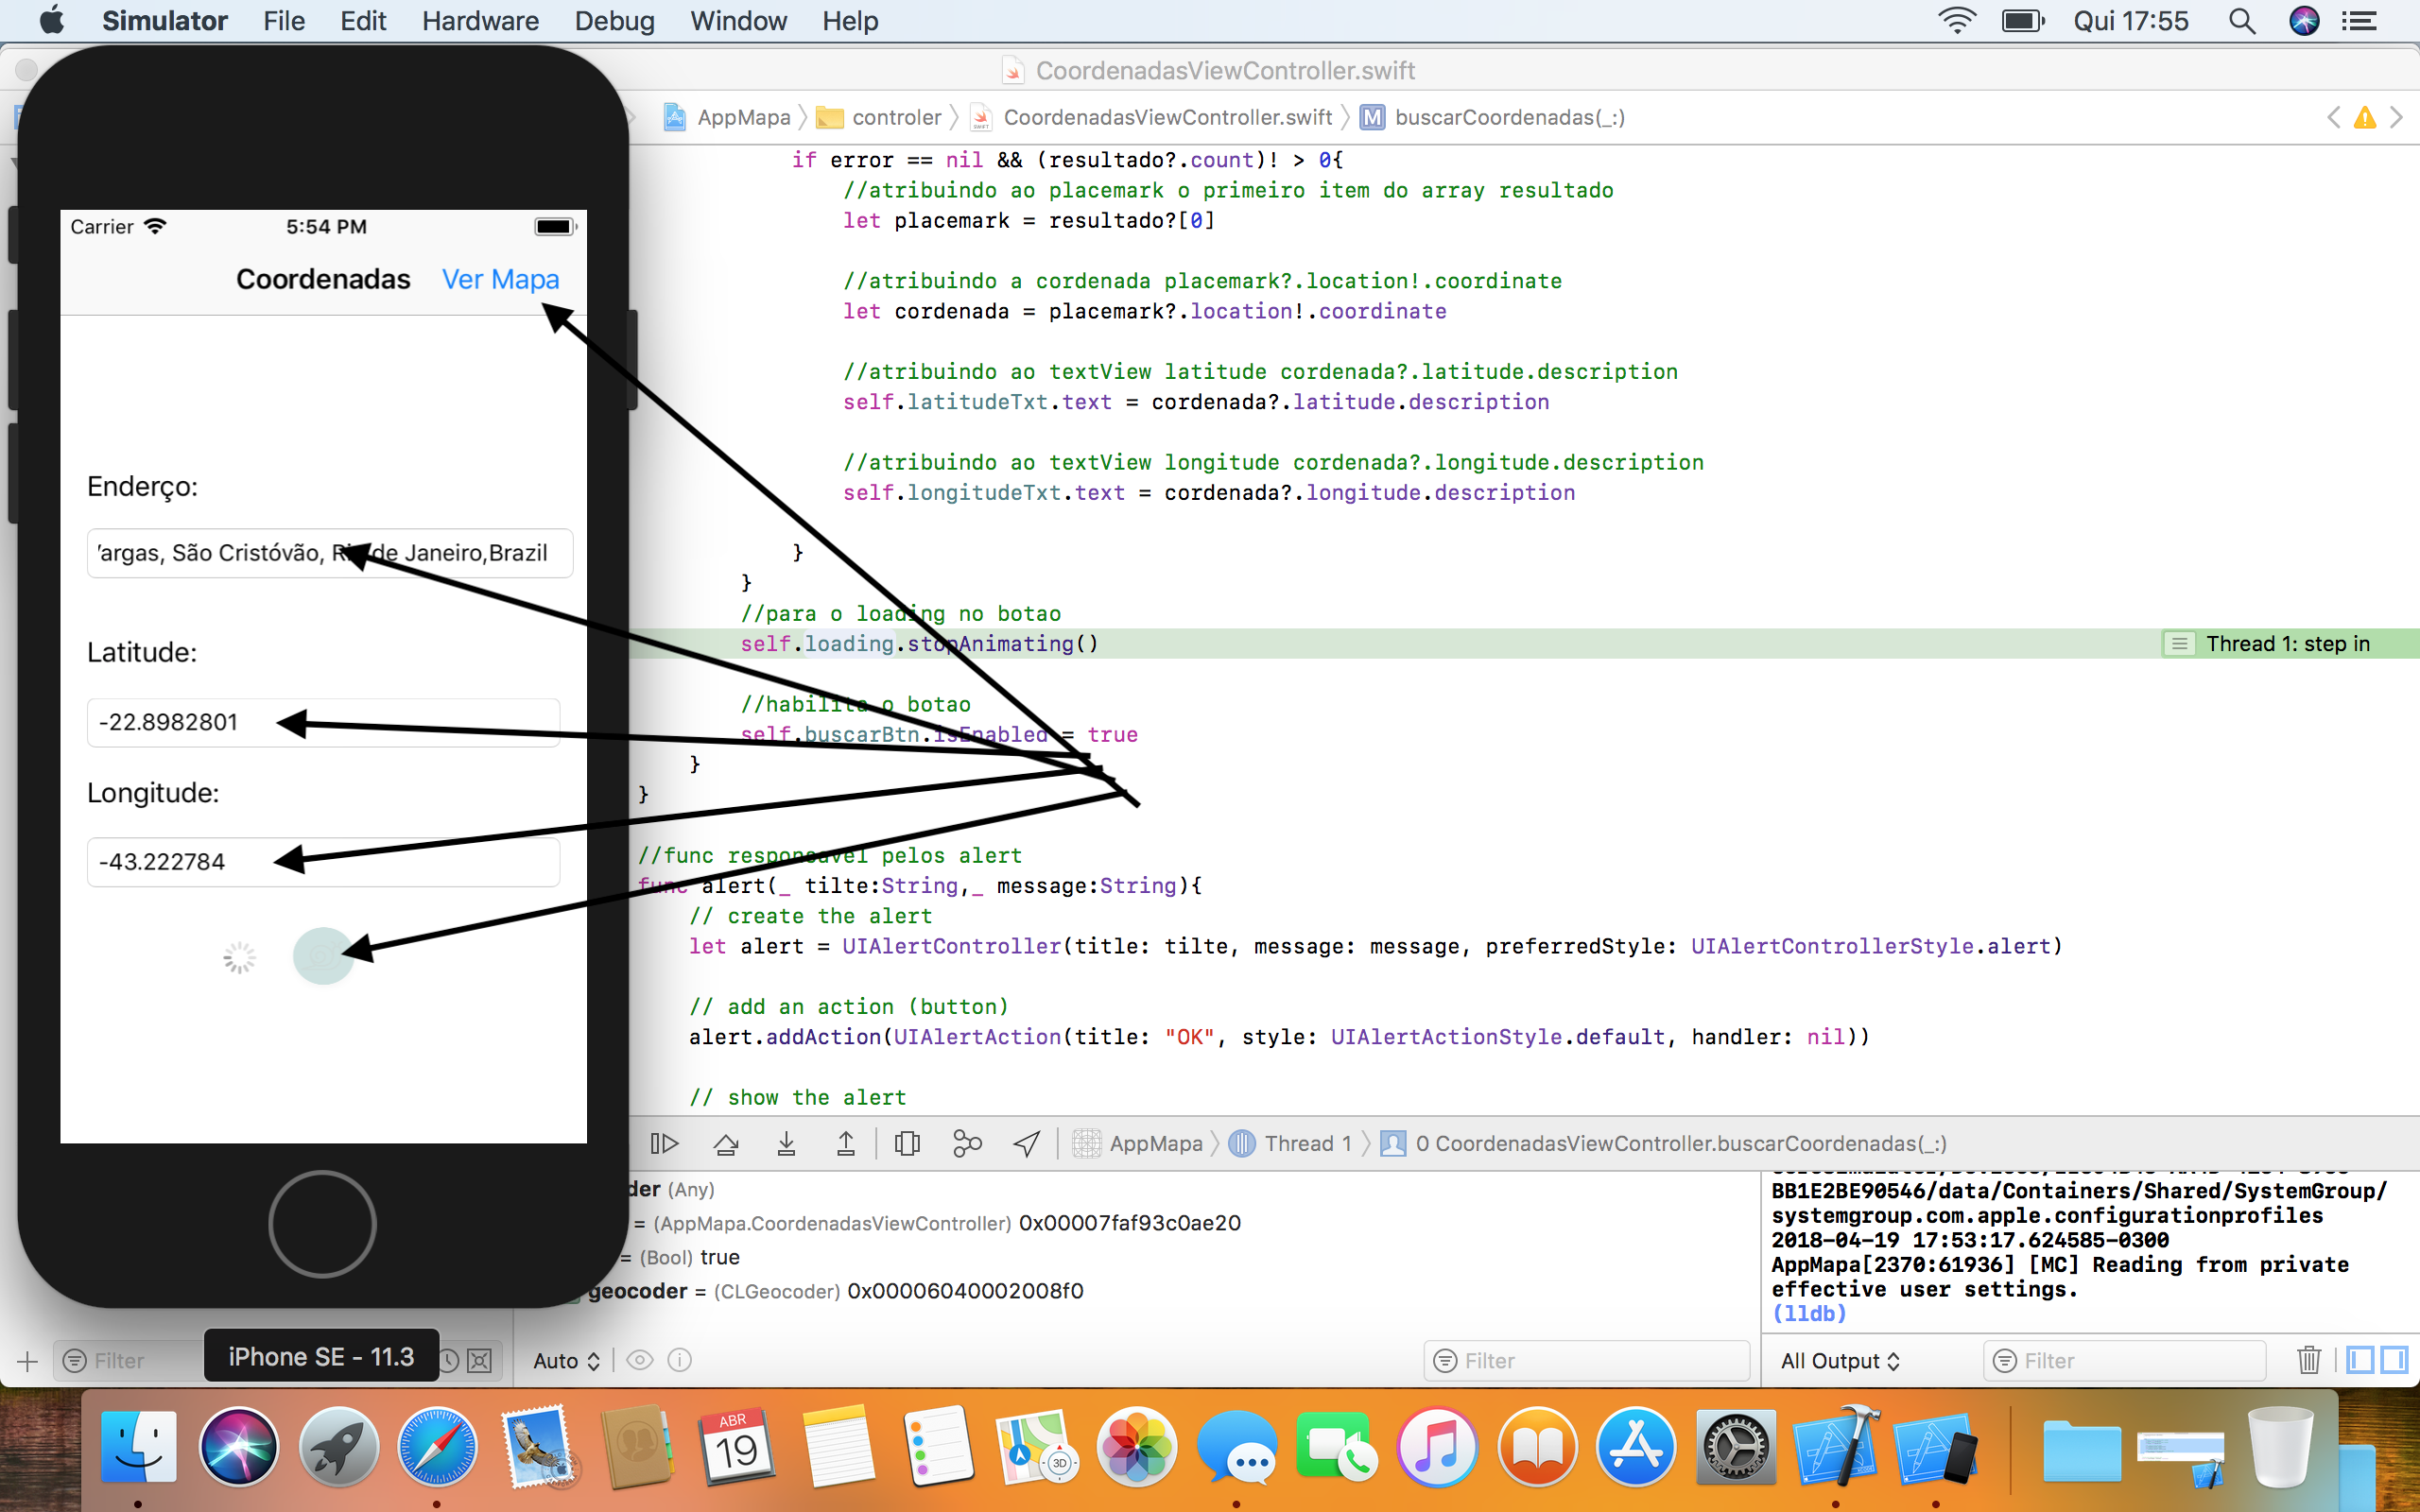 Simulator File Edit Hardware Debug Window Help Qui 17:55
CoordenadasViewController.swift
AppMapa controler CoordenadasViewController.swift M buscarCoordenadas(_:)
if error == nil && (resultado?.count)! > 0{
//atribuindo ao placemark o primeiro item do array resultado
let placemark = resultado?[0]
//atribuindo a cordenada placemark?.location!.coordinate
let cordenada = placemark?.location!.coordinate
//atribuindo ao textView latitude cordenada?.latitude.description
self.latitudeTxt.text = cordenada?.latitude.description
//atribuindo ao textView longitude cordenada?.longitude.description
self.longitudeTxt.text = cordenada?.longitude.description
}
}
//para o loading no botao
self.loading.stopAnimating() Thread 1: step in
//habilita o botao
self.buscarBtn.isEnabled = true
}
}
//func responsavel pelos alert
func alert(_ tilte:String,_ message:String){
// create the alert
let alert = UIAlertController(title: tilte, message: message, preferredStyle: UIAlertControllerStyle.alert)
// add an action (button)
alert.addAction(UIAlertAction(title: "OK", style: UIAlertActionStyle.default, handler: nil))
// show the alert
Carrier 5:54 PM
Coordenadas Ver Mapa
Enderço:
argas, São Cristóvão, Rio de Janeiro,Brazil
Latitude:
-22.8982801
Longitude:
-43.222784
iPhone SE - 11.3
AppMapa Thread 1 0 CoordenadasViewController.buscarCoordenadas(_:)
der (Any)
= (AppMapa.CoordenadasViewController) 0x00007faf93c0ae20
= (Bool) true
geocoder = (CLGeocoder) 0x00006040002008f0
BB1E2BE90546/data/Containers/Shared/SystemGroup/
systemgroup.com.apple.configurationprofiles
2018-04-19 17:53:17.624585-0300
AppMapa[2370:61936] [MC] Reading from private
effective user settings.
(lldb)
Filter Auto Filter All Output Filter
ABR
19
3D